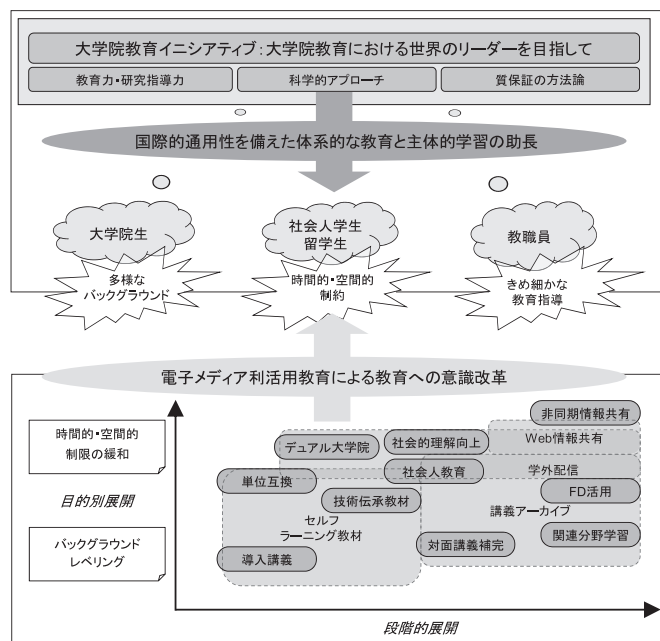 大学院教育イニシアティブ：大学院教育における世界のリーダーを目指して
教育力・研究指導力
科学的アプローチ
質保証の方法論
国際的通用性を備えた体系的な教育と主体的学習の助長
大学院生
社会人学生
留学生
教職員
多様な
バックグラウンド
時間的・空間的
制約
きめ細かな
教育指導
電子メディア利活用教育による教育への意識改革
時間的・空間的
制限の緩和
目的別展開
バックグラウンド
レベリング
非同期情報共有
デュアル大学院
社会的理解向上
Web情報共有
単位互換
社会人教育
学外配信
技術伝承教材
FD活用
セルフ
ラーニング教材
講義アーカイブ
導入講義
対面講義補完
関連分野学習
段階的展開